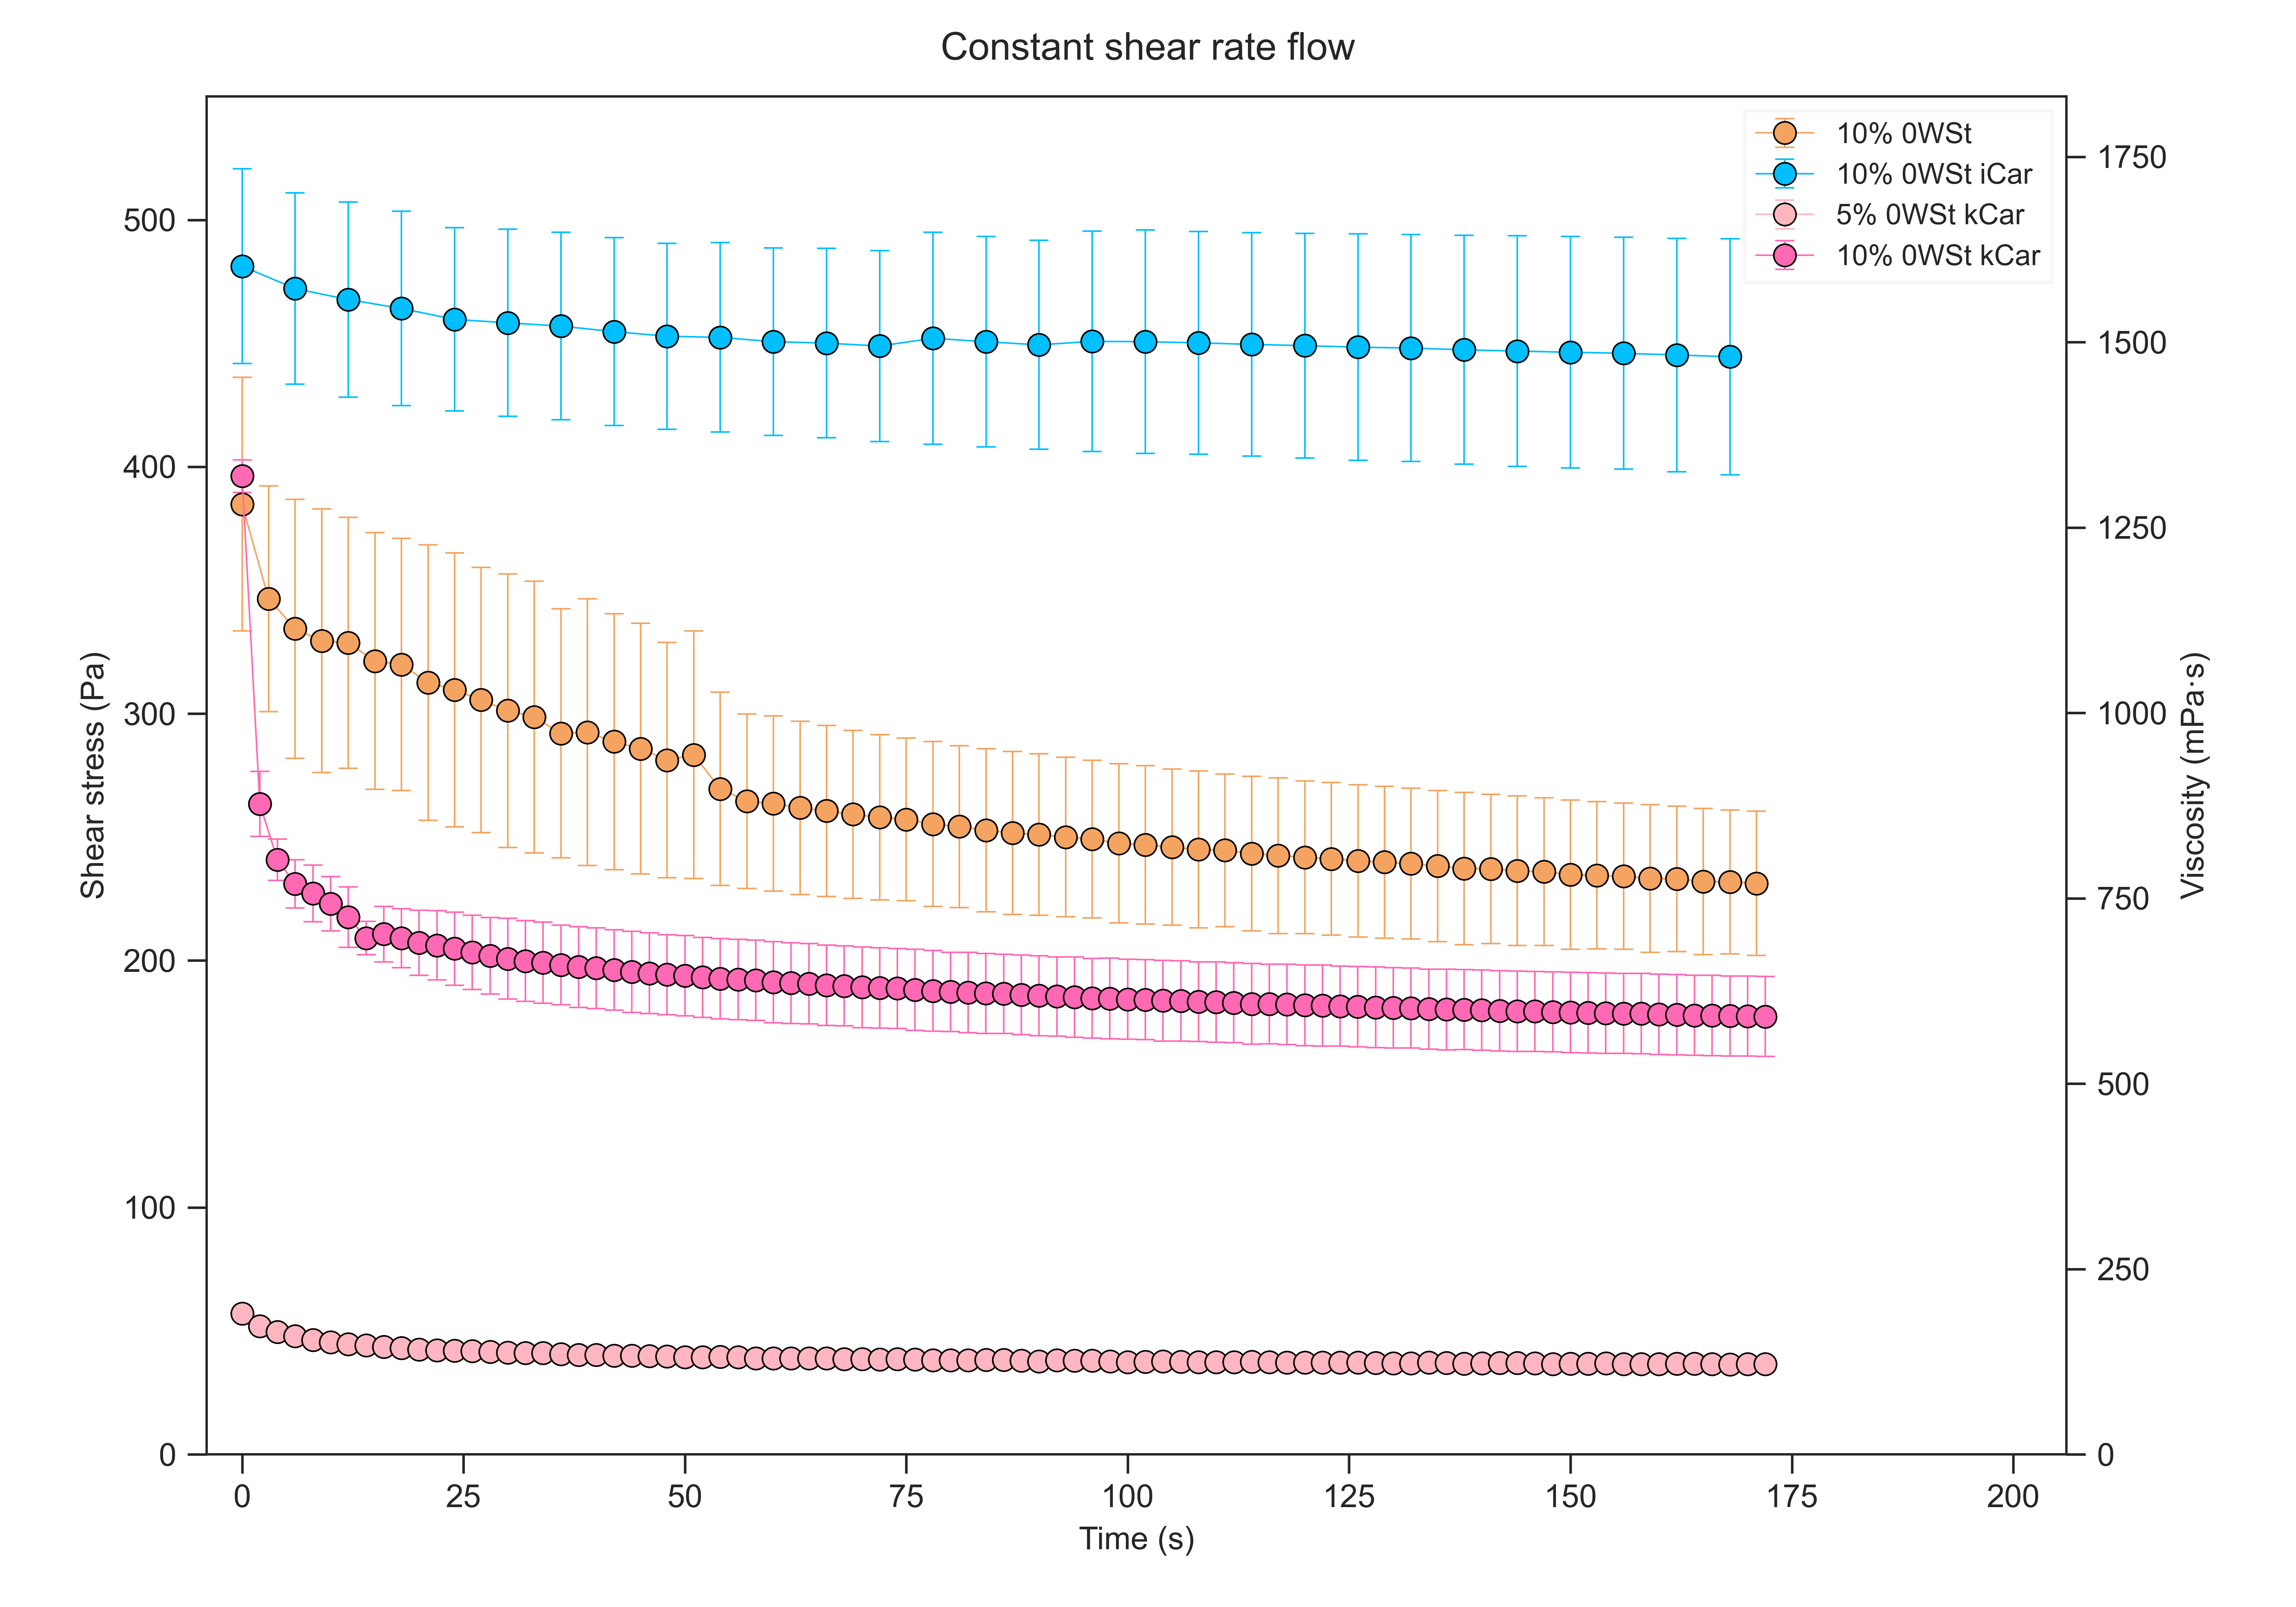 Constant shear rate flow
10% 0WSt
10% 0WSt iCar
5% 0WSt kCar
10% 0WSt kCar
Shear stress (Pa)
500
400
300
200
100
0
1750
1500
1250
1000
750
500
250
0
Viscosity (mPa·s)
0 25 50 75 100 125 150 175 200
Time (s)